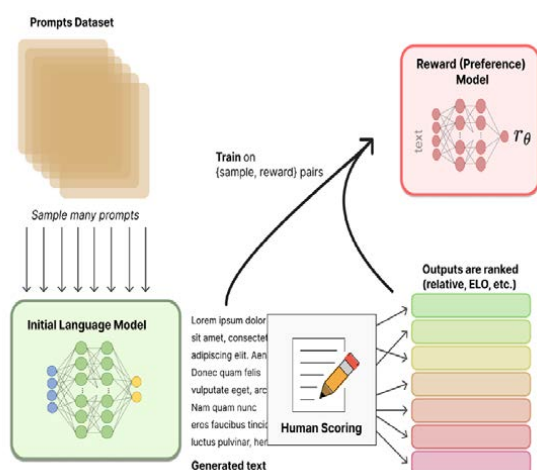 Prompts Dataset
Sample many prompts
Initial Language Model
Train on
{sample, reward} pairs
Reward (Preference)
Model
text
rθ
Lorem ipsum dolor
sit amet, consectet
adipiscing elit. Aen
Donec quam felis
vulputate eget, arc
Nam quam nunc
eros faucibus tincid
luctus pulvinar, her
Generated text
Human Scoring
Outputs are ranked
(relative, ELO, etc.)